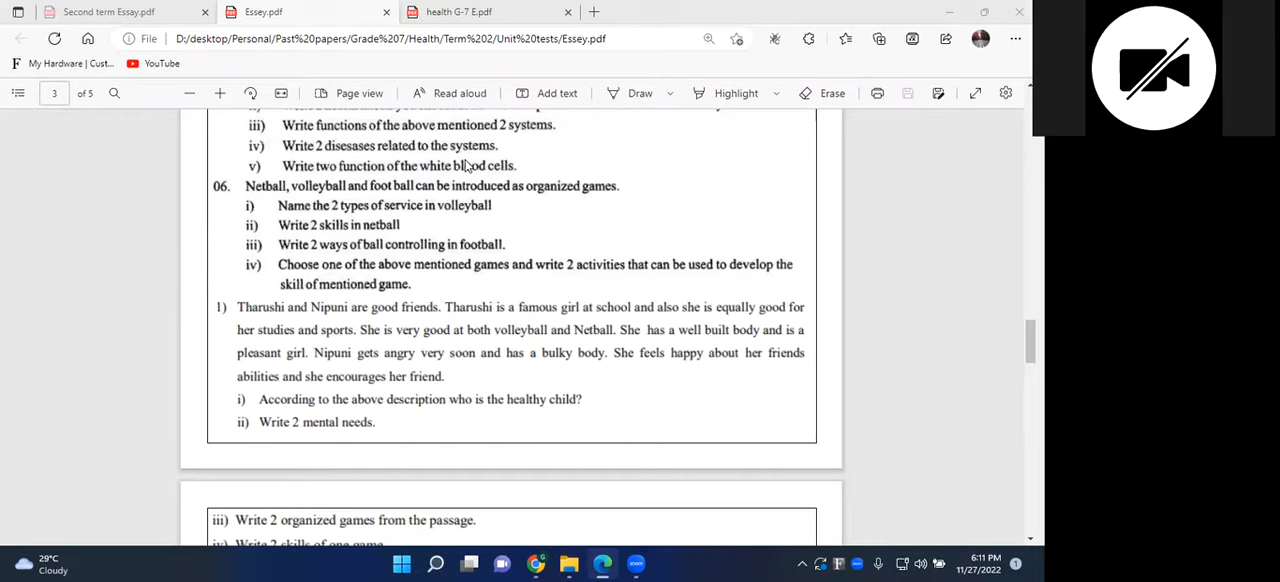 Second term Essay.pdf
Essey.pdf
health G-7 E.pdf
File
D:/desktop/Personal/Past%20papers/Grade%207/Health/Term%202/Unit%20tests/Essey.pdf
My Hardware | Cust...
YouTube
3 of 5
Page view
Read aloud
Add text
Draw
Highlight
Erase
iii) Write functions of the above mentioned 2 systems.
iv) Write 2 disesases related to the systems.
v) Write two function of the white blood cells.
06. Netball, volleyball and foot ball can be introduced as organized games.
i) Name the 2 types of service in volleyball
ii) Write 2 skills in netball
iii) Write 2 ways of ball controlling in football.
iv) Choose one of the above mentioned games and write 2 activities that can be used to develop the
skill of mentioned game.
1) Tharushi and Nipuni are good friends. Tharushi is a famous girl at school and also she is equally good for
her studies and sports. She is very good at both volleyball and Netball. She has a well built body and is a
pleasant girl. Nipuni gets angry very soon and has a bulky body. She feels happy about her friends
abilities and she encourages her friend.
i) According to the above description who is the healthy child?
ii) Write 2 mental needs.
iii) Write 2 organized games from the passage.
iv) Write 2 skills of one game
29°C
Cloudy
zoom
6:11 PM
11/27/2022
1